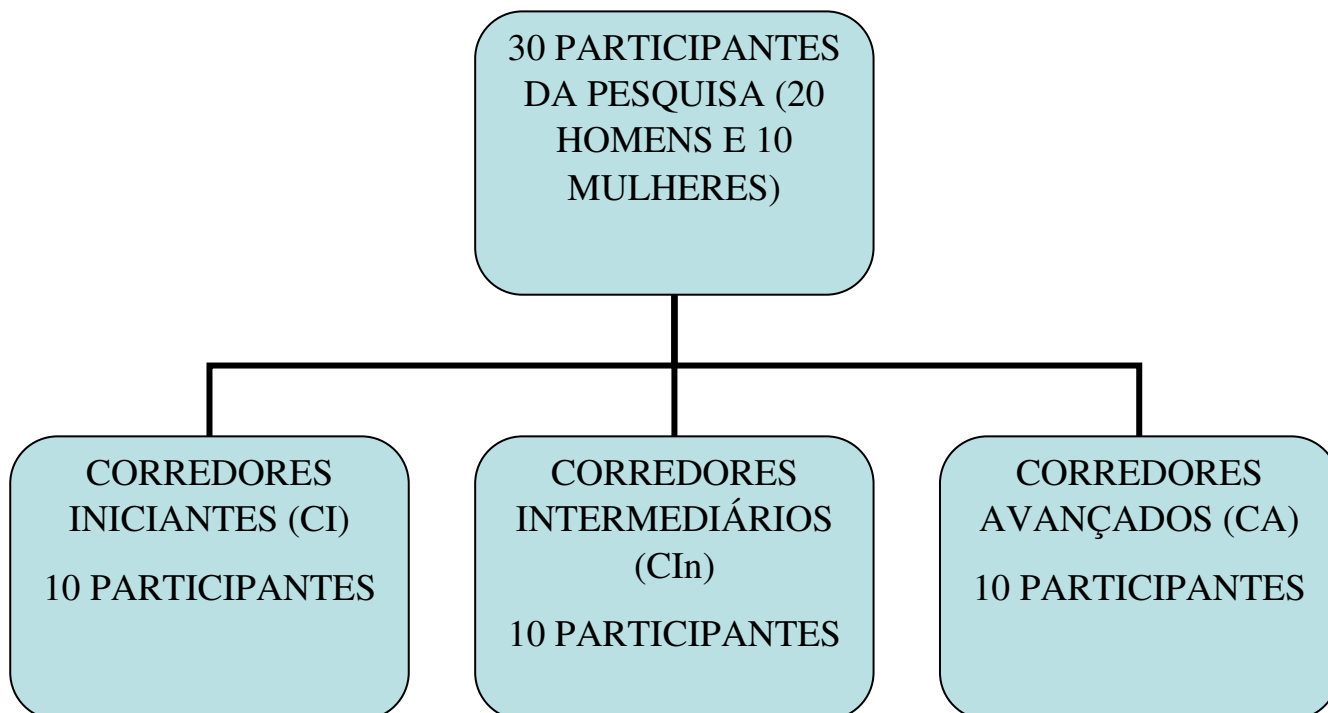 30 PARTICIPANTES
DA PESQUISA (20
HOMENS E 10
MULHERES)
CORREDORES
INICIANTES (CI)
10 PARTICIPANTES
CORREDORES
INTERMEDIÁRIOS
(CIn)
10 PARTICIPANTES
CORREDORES
AVANÇADOS (CA)
10 PARTICIPANTES